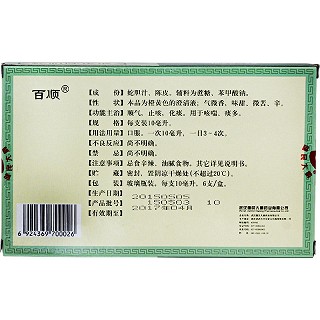 百顺®
【成　份】蛇胆汁、陈皮。辅料为蔗糖、苯甲酸钠。
【性　状】本品为橙黄色的澄清液；气微香，味甜、微苦、辛。
【功能主治】顺气、止咳、化痰。用于咳喘、痰多。
【规　格】每支装10毫升。
【用法用量】口服。一次10毫升，一日3~4次。
【不良反应】尚不明确。
【禁　忌】尚不明确。
【注意事项】忌食辛辣、油腻食物，其它详见说明书。
【贮　藏】密封，置阴凉干燥处(不超过20℃)。
【包　装】玻璃瓶装，每支10毫升，6支/盒。
【生产日期】20150505
【产品批号】150503 10
【有效期至】2017年04月
6 924369 700026